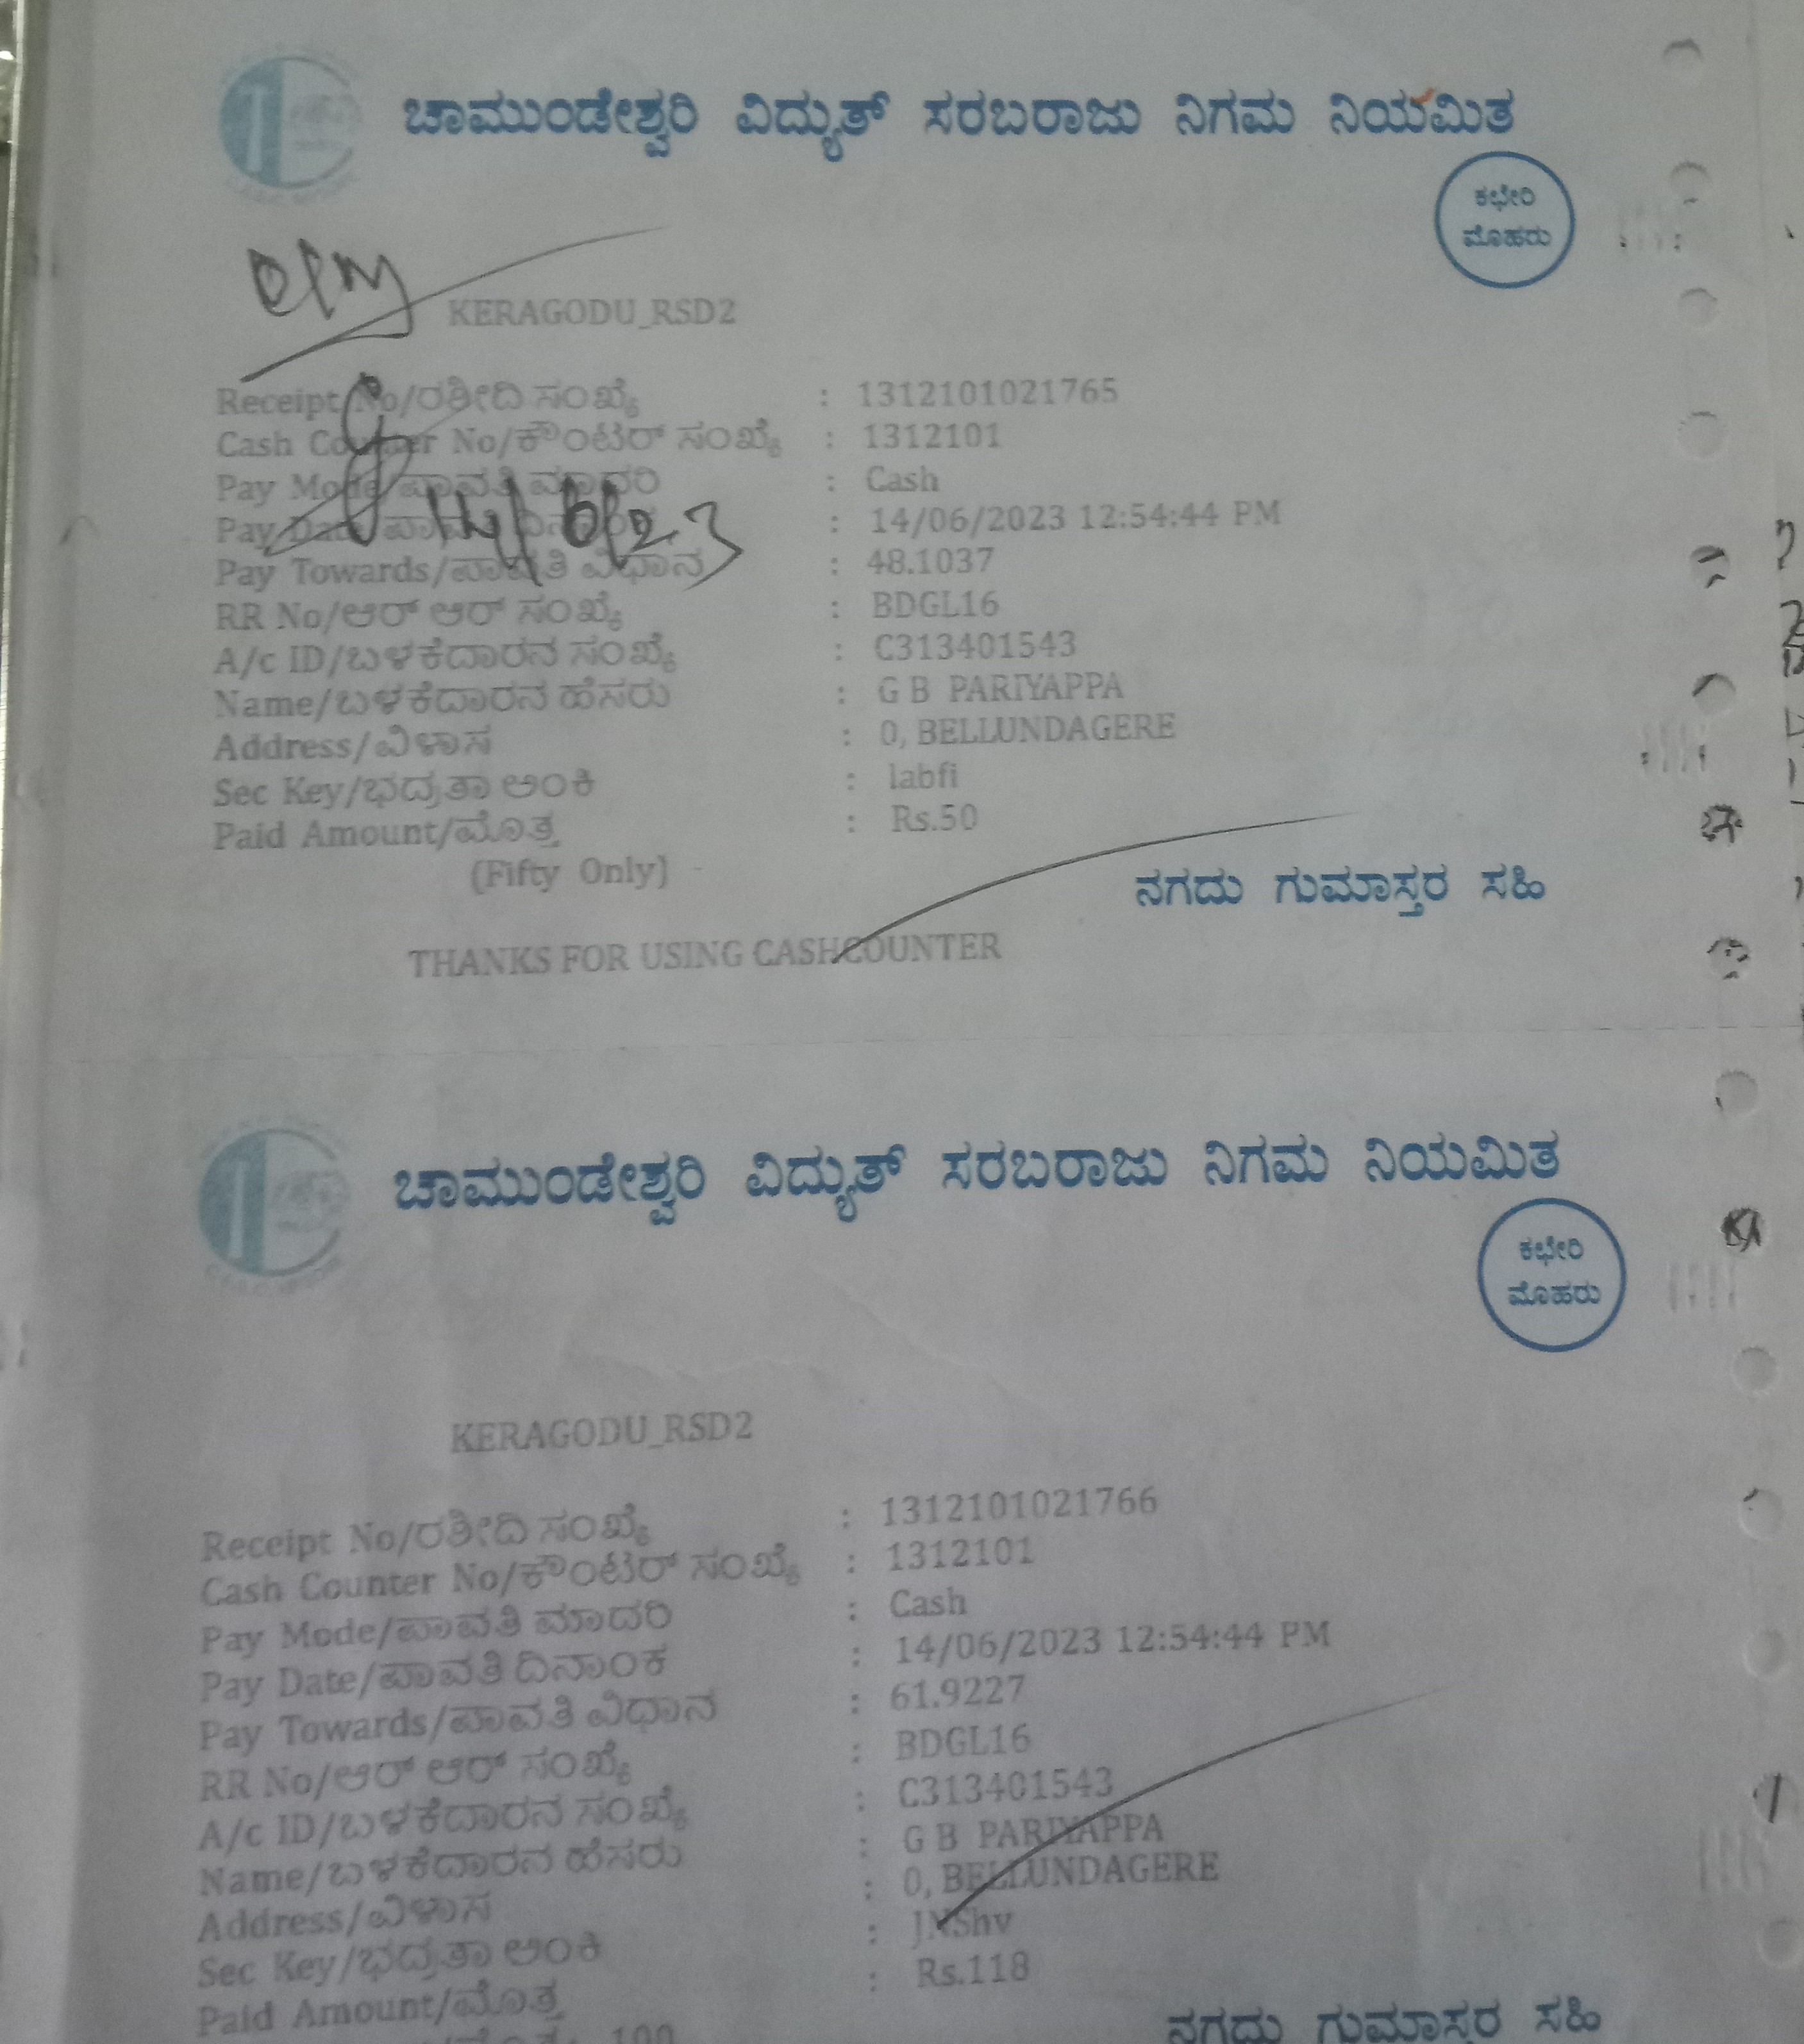 ಚಾಮುಂಡೇಶ್ವರಿ ವಿದ್ಯುತ್ ಸರಬರಾಜು ನಿಗಮ ನಿಯಮಿತ
ಕಛೇರಿ
ಮೊಹರು
KERAGODU_RSD2
Receipt No/ರಶೀದಿ ಸಂಖ್ಯೆ : 1312101021765
Cash Counter No/ಕೌಂಟರ್ ಸಂಖ್ಯೆ : 1312101
Pay Mode/ಪಾವತಿ ಮಾದರಿ : Cash
Pay Date/ಪಾವತಿ ದಿನಾಂಕ : 14/06/2023 12:54:44 PM
14/6/23
Pay Towards/ಪಾವತಿ ವಿಧಾನ : 48.1037
RR No/ಆರ್ ಆರ್ ಸಂಖ್ಯೆ : BDGL16
A/c ID/ಬಳಕೆದಾರನ ಸಂಖ್ಯೆ : C313401543
Name/ಬಳಕೆದಾರನ ಹೆಸರು : G B PARIYAPPA
Address/ವಿಳಾಸ : 0, BELLUNDAGERE
Sec Key/ಭದ್ರತಾ ಅಂಕಿ : labfi
Paid Amount/ಮೊತ್ತ : Rs.50
(Fifty Only)
ನಗದು ಗುಮಾಸ್ತರ ಸಹಿ
THANKS FOR USING CASHCOUNTER
ಚಾಮುಂಡೇಶ್ವರಿ ವಿದ್ಯುತ್ ಸರಬರಾಜು ನಿಗಮ ನಿಯಮಿತ
ಕಛೇರಿ
ಮೊಹರು
KERAGODU_RSD2
Receipt No/ರಶೀದಿ ಸಂಖ್ಯೆ : 1312101021766
Cash Counter No/ಕೌಂಟರ್ ಸಂಖ್ಯೆ : 1312101
Pay Mode/ಪಾವತಿ ಮಾದರಿ : Cash
Pay Date/ಪಾವತಿ ದಿನಾಂಕ : 14/06/2023 12:54:44 PM
Pay Towards/ಪಾವತಿ ವಿಧಾನ : 61.9227
RR No/ಆರ್ ಆರ್ ಸಂಖ್ಯೆ : BDGL16
A/c ID/ಬಳಕೆದಾರನ ಸಂಖ್ಯೆ : C313401543
Name/ಬಳಕೆದಾರನ ಹೆಸರು : G B PARIYAPPA
Address/ವಿಳಾಸ : 0, BELLUNDAGERE
Sec Key/ಭದ್ರತಾ ಅಂಕಿ : JNShv
Paid Amount/ಮೊತ್ತ : Rs.118
ನಗದು ಗುಮಾಸ್ತರ ಸಹಿ